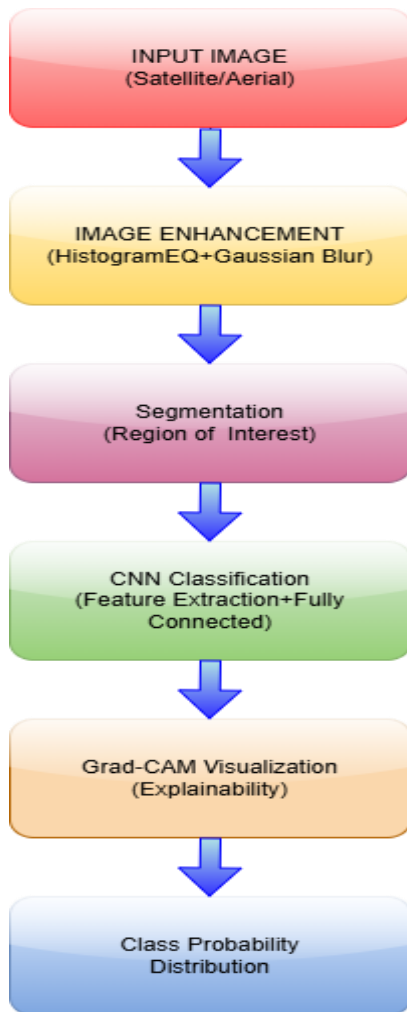 INPUT IMAGE
(Satellite/Aerial)
IMAGE ENHANCEMENT
(HistogramEQ+Gaussian Blur)
Segmentation
(Region of Interest)
CNN Classification
(Feature Extraction+Fully
Connected)
Grad-CAM Visualization
(Explainability)
Class Probability
Distribution